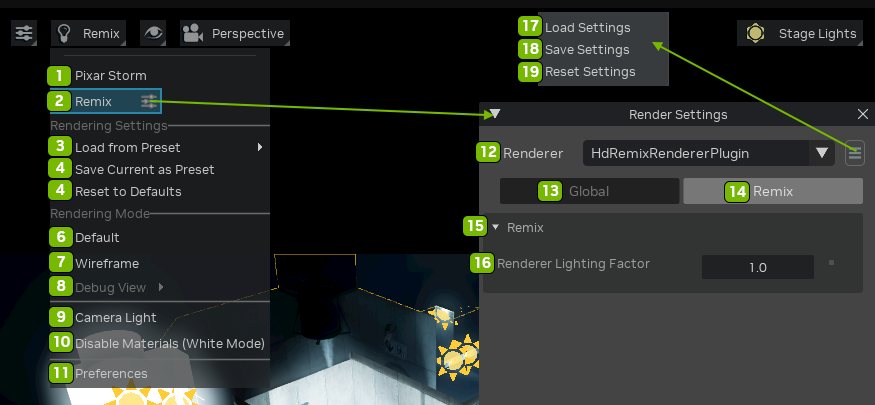 Remix
Perspective
Stage Lights
17 Load Settings
18 Save Settings
19 Reset Settings
1 Pixar Storm
2 Remix
Rendering Settings
3 Load from Preset
4 Save Current as Preset
4 Reset to Defaults
Rendering Mode
6 Default
7 Wireframe
8 Debug View
9 Camera Light
10 Disable Materials (White Mode)
11 Preferences
Render Settings
12 Renderer HdRemixRendererPlugin
13 Global 14 Remix
15 Remix
16 Renderer Lighting Factor 1.0